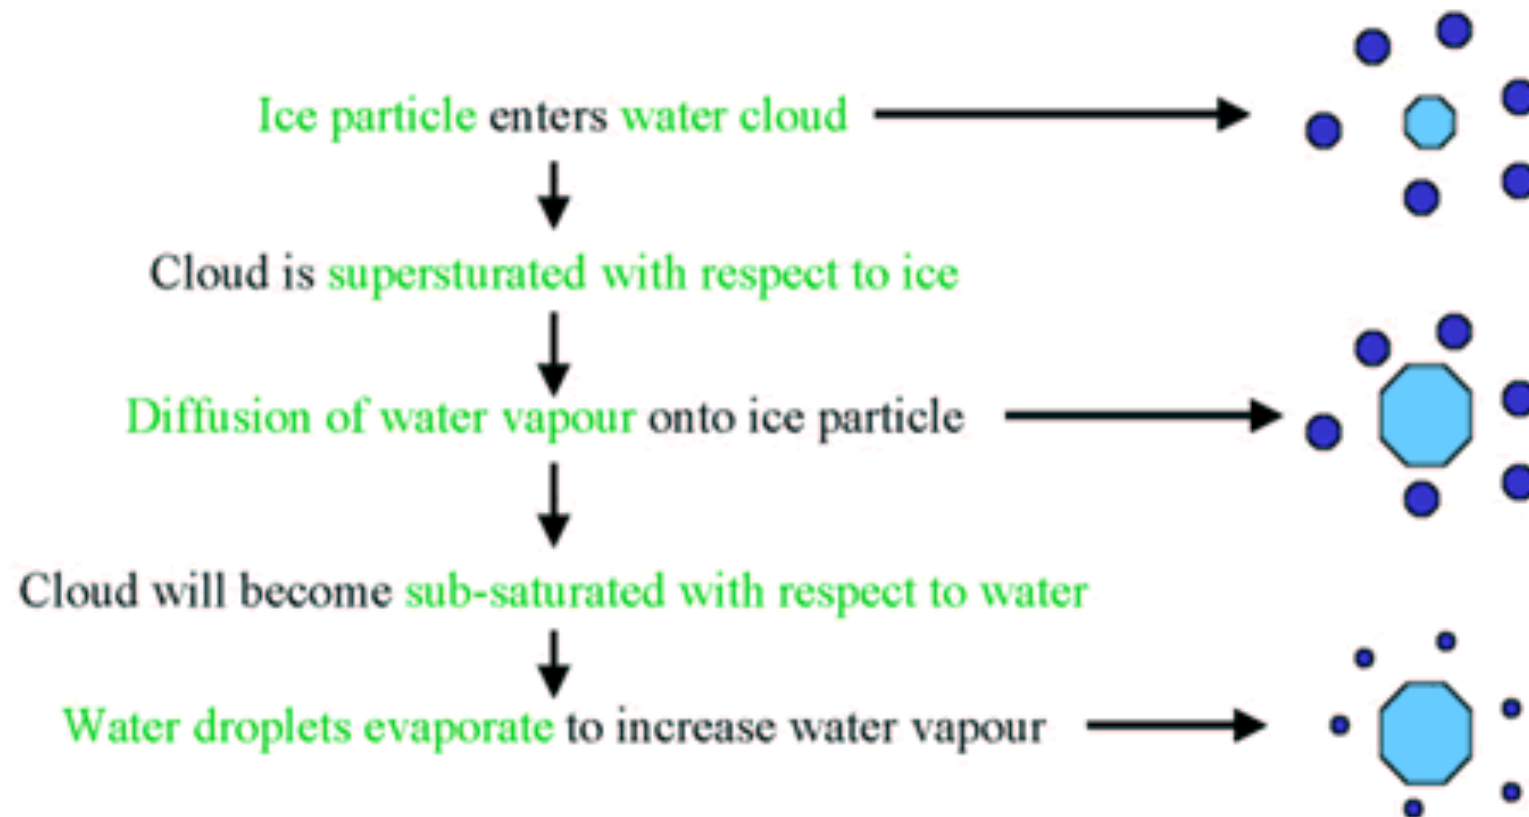 Ice particle enters water cloud
Cloud is supersturated with respect to ice
Diffusion of water vapour onto ice particle
Cloud will become sub-saturated with respect to water
Water droplets evaporate to increase water vapour